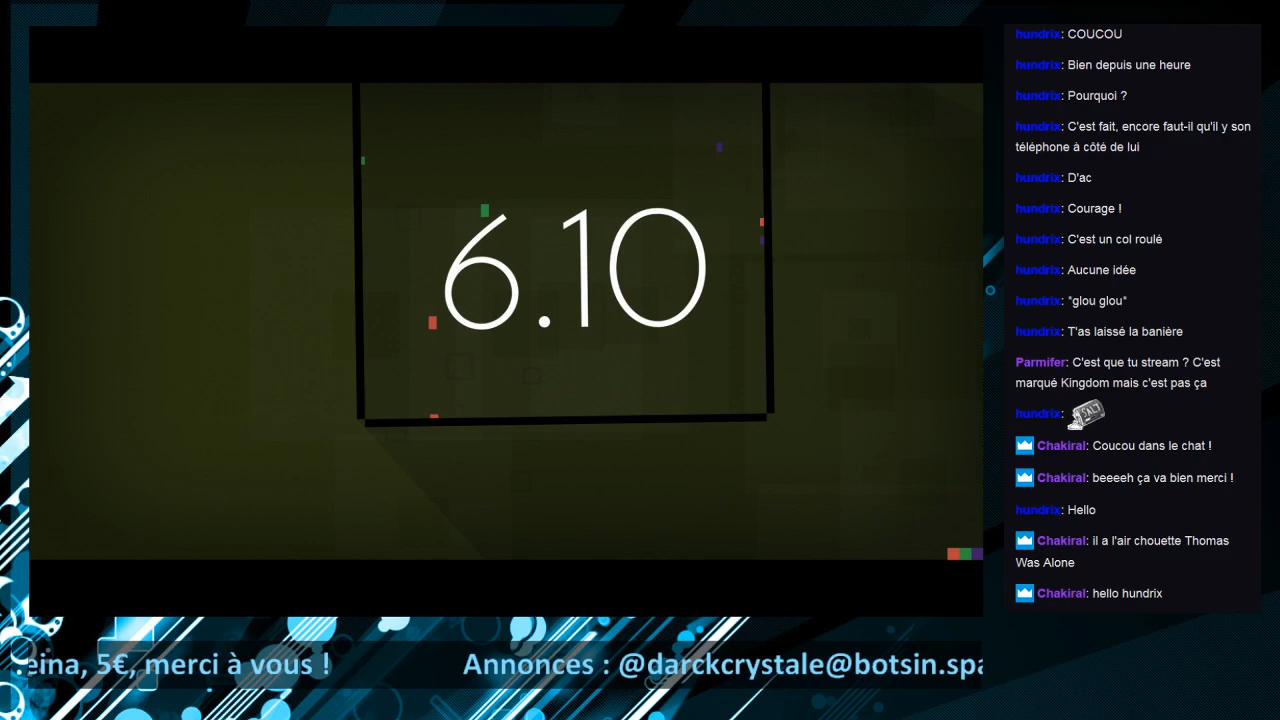 6.10
hundrix: COUCOU
hundrix: Bien depuis une heure
hundrix: Pourquoi ?
hundrix: C'est fait, encore faut-il qu'il y son
téléphone à côté de lui
hundrix: D'ac
hundrix: Courage !
hundrix: C'est un col roulé
hundrix: Aucune idée
hundrix: *glou glou*
hundrix: T'as laissé la banière
Parmifer: C'est que tu stream ? C'est
marqué Kingdom mais c'est pas ça
hundrix: SALT
Chakiral: Coucou dans le chat !
Chakiral: beeeeh ça va bien merci !
hundrix: Hello
Chakiral: il a l'air chouette Thomas
Was Alone
Chakiral: hello hundrix
eina, 5€, merci à vous ! Annonces : @darckcrystale@botsin.spa